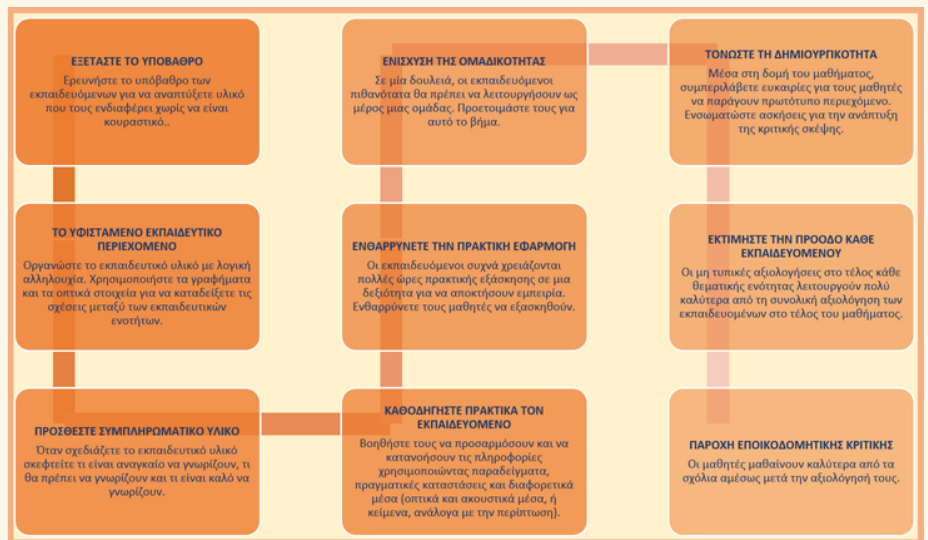 ΕΞΕΤΑΣΤΕ ΤΟ ΥΠΟΒΑΘΡΟ
Ερευνήστε το υπόβαθρο των
εκπαιδευόμενων για να αναπτύξετε υλικό
που τους ενδιαφέρει χωρίς να είναι
κουραστικό..
ΤΟ ΥΦΙΣΤΑΜΕΝΟ ΕΚΠΑΙΔΕΥΤΙΚΟ
ΠΕΡΙΕΧΟΜΕΝΟ
Οργανώστε το εκπαιδευτικό υλικό με λογική
αλληλουχία. Χρησιμοποιήστε τα γραφήματα
και τα οπτικά στοιχεία για να καταδείξετε τις
σχέσεις μεταξύ των εκπαιδευτικών
ενοτήτων.
ΠΡΟΣΘΕΣΤΕ ΣΥΜΠΛΗΡΩΜΑΤΙΚΟ ΥΛΙΚΟ
Όταν σχεδιάζετε το εκπαιδευτικό υλικό
σκεφτείτε τι είναι αναγκαίο να γνωρίζουν, τι
θα πρέπει να γνωρίζουν και τι είναι καλό να
γνωρίζουν.
ΚΑΘΟΔΗΓΗΣΤΕ ΠΡΑΚΤΙΚΑ ΤΟΝ
ΕΚΠΑΙΔΕΥΟΜΕΝΟ
Βοηθήστε τους να προσαρμόσουν και να
κατανοήσουν τις πληροφορίες
χρησιμοποιώντας παραδείγματα,
πραγματικές καταστάσεις και διαφορετικά
μέσα (οπτικά και ακουστικά μέσα, ή
κείμενα, ανάλογα με την περίπτωση).
ΕΝΘΑΡΡΥΝΕΤΕ ΤΗΝ ΠΡΑΚΤΙΚΗ ΕΦΑΡΜΟΓΗ
Οι εκπαιδευόμενοι συχνά χρειάζονται
πολλές ώρες πρακτικής εξάσκησης σε μια
δεξιότητα για να αποκτήσουν εμπειρία.
Ενθαρρύνετε τους μαθητές να εξασκηθούν.
ΕΝΙΣΧΥΣΗ ΤΗΣ ΟΜΑΔΙΚΟΤΗΤΑΣ
Σε μία δουλειά, οι εκπαιδευόμενοι
πιθανότατα θα πρέπει να λειτουργήσουν ως
μέρος μιας ομάδας. Προετοιμάστε τους για
αυτό το βήμα.
ΤΟΝΩΣΤΕ ΤΗ ΔΗΜΙΟΥΡΓΙΚΟΤΗΤΑ
Μέσα στη δομή του μαθήματος,
συμπεριλάβετε ευκαιρίες για τους μαθητές
να παράγουν πρωτότυπο περιεχόμενο.
Ενσωματώστε ασκήσεις για την ανάπτυξη
της κριτικής σκέψης.
ΕΚΤΙΜΗΣΤΕ ΤΗΝ ΠΡΟΟΔΟ ΚΑΘΕ
ΕΚΠΑΙΔΕΥΟΜΕΝΟΥ
Οι μη τυπικές αξιολογήσεις στο τέλος κάθε
θεματικής ενότητας λειτουργούν πολύ
καλύτερα από τη συνολική αξιολόγηση των
εκπαιδευομένων στο τέλος του μαθήματος.
ΠΑΡΟΧΗ ΕΠΟΙΚΟΔΟΜΗΤΙΚΗΣ ΚΡΙΤΙΚΗΣ
Οι μαθητές μαθαίνουν καλύτερα από τα
σχόλια αμέσως μετά την αξιολόγησή τους.